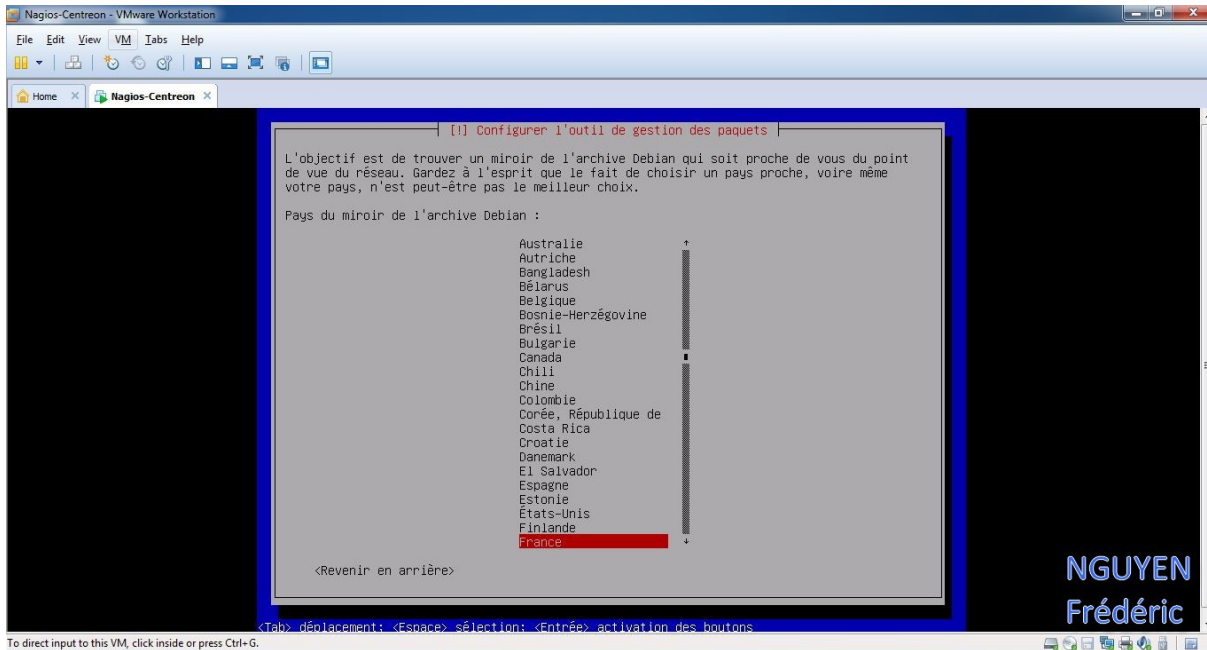 Nagios-Centreon - VMware Workstation
File Edit View VM Tabs Help
Home Nagios-Centreon
[!] Configurer l'outil de gestion des paquets
L'objectif est de trouver un miroir de l'archive Debian qui soit proche de vous du point
de vue du réseau. Gardez à l'esprit que le fait de choisir un pays proche, voire même
votre pays, n'est peut-être pas le meilleur choix.
Pays du miroir de l'archive Debian :
Australie
Autriche
Bangladesh
Bélarus
Belgique
Bosnie-Herzégovine
Brésil
Bulgarie
Canada
Chili
Chine
Colombie
Corée, République de
Costa Rica
Croatie
Danemark
El Salvador
Espagne
Estonie
États-Unis
Finlande
France
<Revenir en arrière>
NGUYEN
Frédéric
<Tab> déplacement; <Espace> sélection; <Entrée> activation des boutons
To direct input to this VM, click inside or press Ctrl+G.